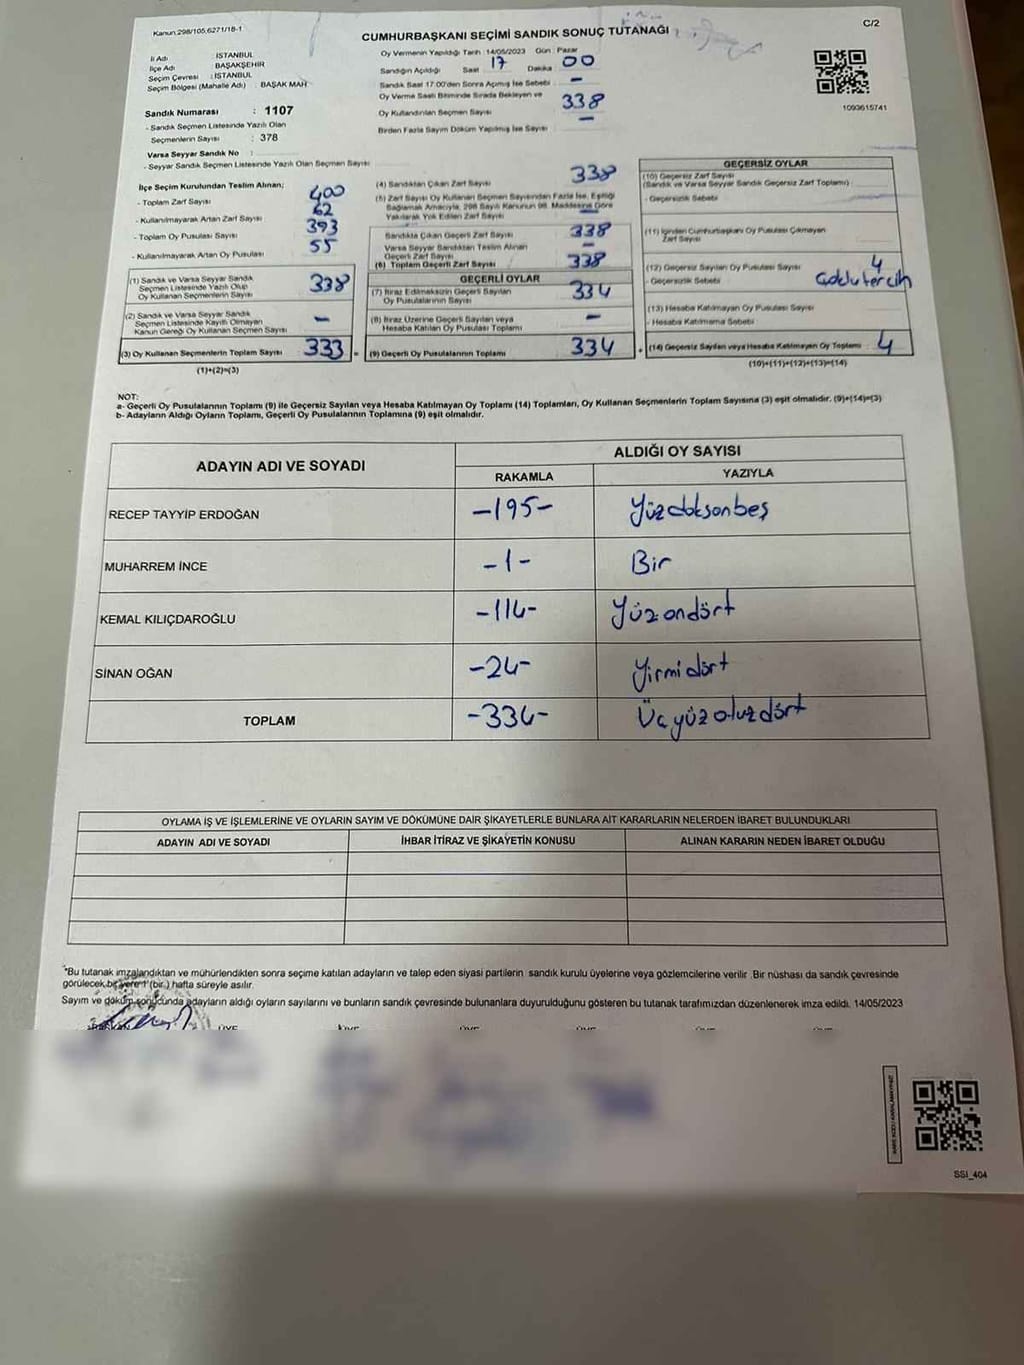 Kanun 298/105,6271/18-1
CUMHURBAŞKANI SEÇİMİ SANDIK SONUÇ TUTANAĞI
C/2
İl Adı : İSTANBUL
İlçe Adı : BAŞAKŞEHİR
Seçim Çevresi : İSTANBUL
Seçim Bölgesi (Mahalle Adı) : BAŞAK MAH
Oy Vermenin Yapıldığı Tarih : 14/05/2023 Gün : Pazar
Sandığın Açıldığı Saat 17 Dakika 00
Sandık Saat 17:00'den Sonra Açılmış İse Sebebi -
Oy Verme Saati Bitiminde Sırada Bekleyen ve
Oy Kullandırılan Seçmen Sayısı 338
Birden Fazla Sayım Döküm Yapılmış İse Sayısı -
1093615741
Sandık Numarası : 1107
- Sandık Seçmen Listesinde Yazılı Olan
Seçmenlerin Sayısı : 378
Varsa Seyyar Sandık No :
- Seyyar Sandık Seçmen Listesinde Yazılı Olan Seçmen Sayısı
İlçe Seçim Kurulundan Teslim Alınan;
- Toplam Zarf Sayısı 400
- Kullanılmayarak Artan Zarf Sayısı 62
- Toplam Oy Pusulası Sayısı 393
- Kullanılmayarak Artan Oy Pusulası 55
(1) Sandık ve Varsa Seyyar Sandık
Seçmen Listesinde Yazılı Olup
Oy Kullanan Seçmenlerin Sayısı 338
(2) Sandık ve Varsa Seyyar Sandık
Seçmen Listesinde Kayıtlı Olmayan
Kanun Gereği Oy Kullanan Seçmen Sayısı -
(3) Oy Kullanan Seçmenlerin Toplam Sayısı 333 =
(1)+(2)=(3)
(4) Sandıktan Çıkan Zarf Sayısı 338
(5) Zarf Sayısı Oy Kullanan Seçmen Sayısından Fazla İse, Eşitliği
Sağlamak Amacıyla, 298 Sayılı Kanunun 98. Maddesine Göre
Yakılarak Yok Edilen Zarf Sayısı -
Sandıkta Çıkan Geçerli Zarf Sayısı 338
Varsa Seyyar Sandıktan Teslim Alınan
Geçerli Zarf Sayısı -
(6) Toplam Geçerli Zarf Sayısı 338
GEÇERLİ OYLAR
(7) İtiraz Edilmeksizin Geçerli Sayılan
Oy Pusulalarının Sayısı 334
(8) İtiraz Üzerine Geçerli Sayılan veya
Hesaba Katılan Oy Pusulası Toplamı -
(9) Geçerli Oy Pusulalarının Toplamı 334 +
GEÇERSİZ OYLAR
(10) Geçersiz Zarf Sayısı
(Sandık ve Varsa Seyyar Sandık Geçersiz Zarf Toplamı)
- Geçersizlik Sebebi
(11) İçinden Cumhurbaşkanı Oy Pusulası Çıkmayan
Zarf Sayısı
(12) Geçersiz Sayılan Oy Pusulası Sayısı 4
- Geçersizlik Sebebi Çoklu tercih
(13) Hesaba Katılmayan Oy Pusulası Sayısı
- Hesaba Katılmama Sebebi
(14) Geçersiz Sayılan veya Hesaba Katılmayan Oy Toplamı 4
(10)+(11)+(12)+(13)=(14)
NOT:
a- Geçerli Oy Pusulalarının Toplamı (9) ile Geçersiz Sayılan veya Hesaba Katılmayan Oy Toplamı (14) Toplamları, Oy Kullanan Seçmenlerin Toplam Sayısına (3) eşit olmalıdır. (9)+(14)=(3)
b- Adayların Aldığı Oyların Toplamı, Geçerli Oy Pusulalarının Toplamına (9) eşit olmalıdır.
ADAYIN ADI VE SOYADI
ALDIĞI OY SAYISI
RAKAMLA YAZIYLA
RECEP TAYYİP ERDOĞAN -195- Yüzdoksanbeş
MUHARREM İNCE -1- Bir
KEMAL KILIÇDAROĞLU -114- Yüzondört
SİNAN OĞAN -24- Yirmidört
TOPLAM -334- Üçyüzotuzdört
OYLAMA İŞ VE İŞLEMLERİNE VE OYLARIN SAYIM VE DÖKÜMÜNE DAİR ŞİKAYETLERLE BUNLARA AİT KARARLARIN NELERDEN İBARET BULUNDUKLARI
ADAYIN ADI VE SOYADI İHBAR İTİRAZ VE ŞİKAYETİN KONUSU ALINAN KARARIN NEDEN İBARET OLDUĞU
*Bu tutanak imzalandıktan ve mühürlendikten sonra seçime katılan adayların ve talep eden siyasi partilerin sandık kurulu üyelerine veya gözlemcilerine verilir .Bir nüshası da sandık çevresinde
görülecek bir yere 1 (bir ) hafta süreyle asılır.
Sayım ve döküm sonucunda adayların aldığı oyların sayılarını ve bunların sandık çevresinde bulunanlara duyurulduğunu gösteren bu tutanak tarafımızdan düzenlenerek imza edildi. 14/05/2023
BAŞKAN ÜYE ÜYE ÜYE ÜYE ÜYE ÜYE
SSİ_404